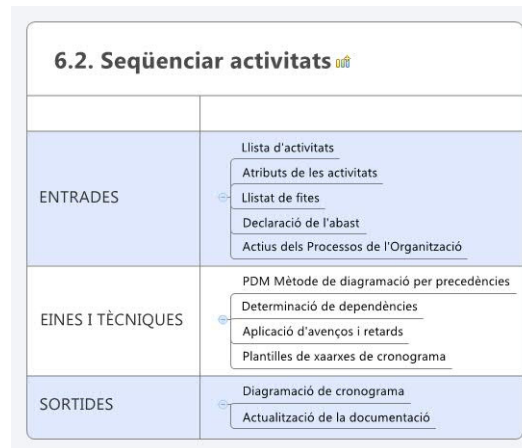 6.2. Seqüenciar activitats
ENTRADES
Llista d'activitats
Atributs de les activitats
Llistat de fites
Declaració de l'abast
Actius dels Processos de l'Organització
EINES I TÈCNIQUES
PDM Mètode de diagramació per precedències
Determinació de dependències
Aplicació d'avenços i retards
Plantilles de xaarxes de cronograma
SORTIDES
Diagramació de cronograma
Actualització de la documentació